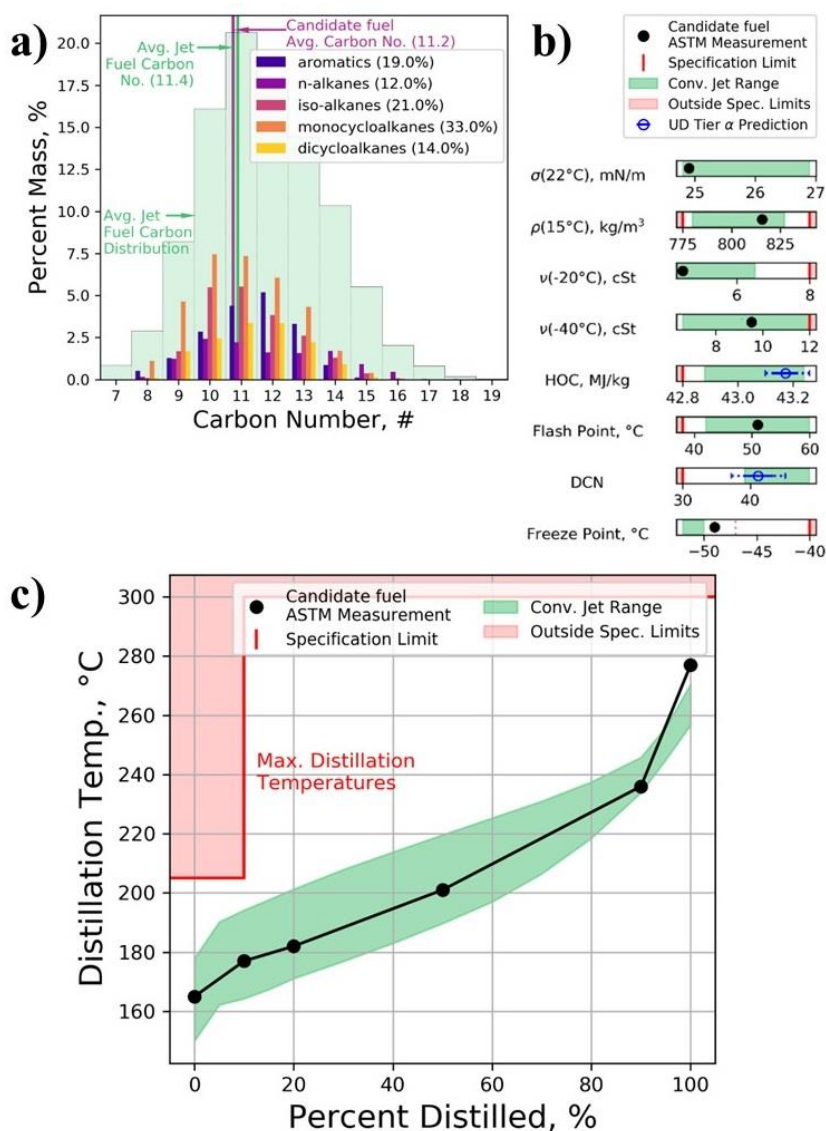 a)
Candidate fuel
Avg. Carbon No. (11.2)
Avg. Jet
Fuel Carbon
No. (11.4)
aromatics (19.0%)
n-alkanes (12.0%)
iso-alkanes (21.0%)
monocycloalkanes (33.0%)
dicycloalkanes (14.0%)
Avg. Jet
Fuel Carbon
Distribution
Percent Mass, %
20.0
17.5
15.0
12.5
10.0
7.5
5.0
2.5
0.0
7 8 9 10 11 12 13 14 15 16 17 18 19
Carbon Number, #
b)
Candidate fuel
ASTM Measurement
Specification Limit
Conv. Jet Range
Outside Spec. Limits
UD Tier α Prediction
σ(22°C), mN/m
25 26 27
ρ(15°C), kg/m³
775 800 825
ν(-20°C), cSt
6 8
ν(-40°C), cSt
8 10 12
HOC, MJ/kg
42.8 43.0 43.2
Flash Point, °C
40 50 60
DCN
30 40
Freeze Point, °C
−50 −45 −40
c)
Candidate fuel
ASTM Measurement
Specification Limit
Conv. Jet Range
Outside Spec. Limits
Max. Distillation
Temperatures
Distillation Temp., °C
300
280
260
240
220
200
180
160
0 20 40 60 80 100
Percent Distilled, %